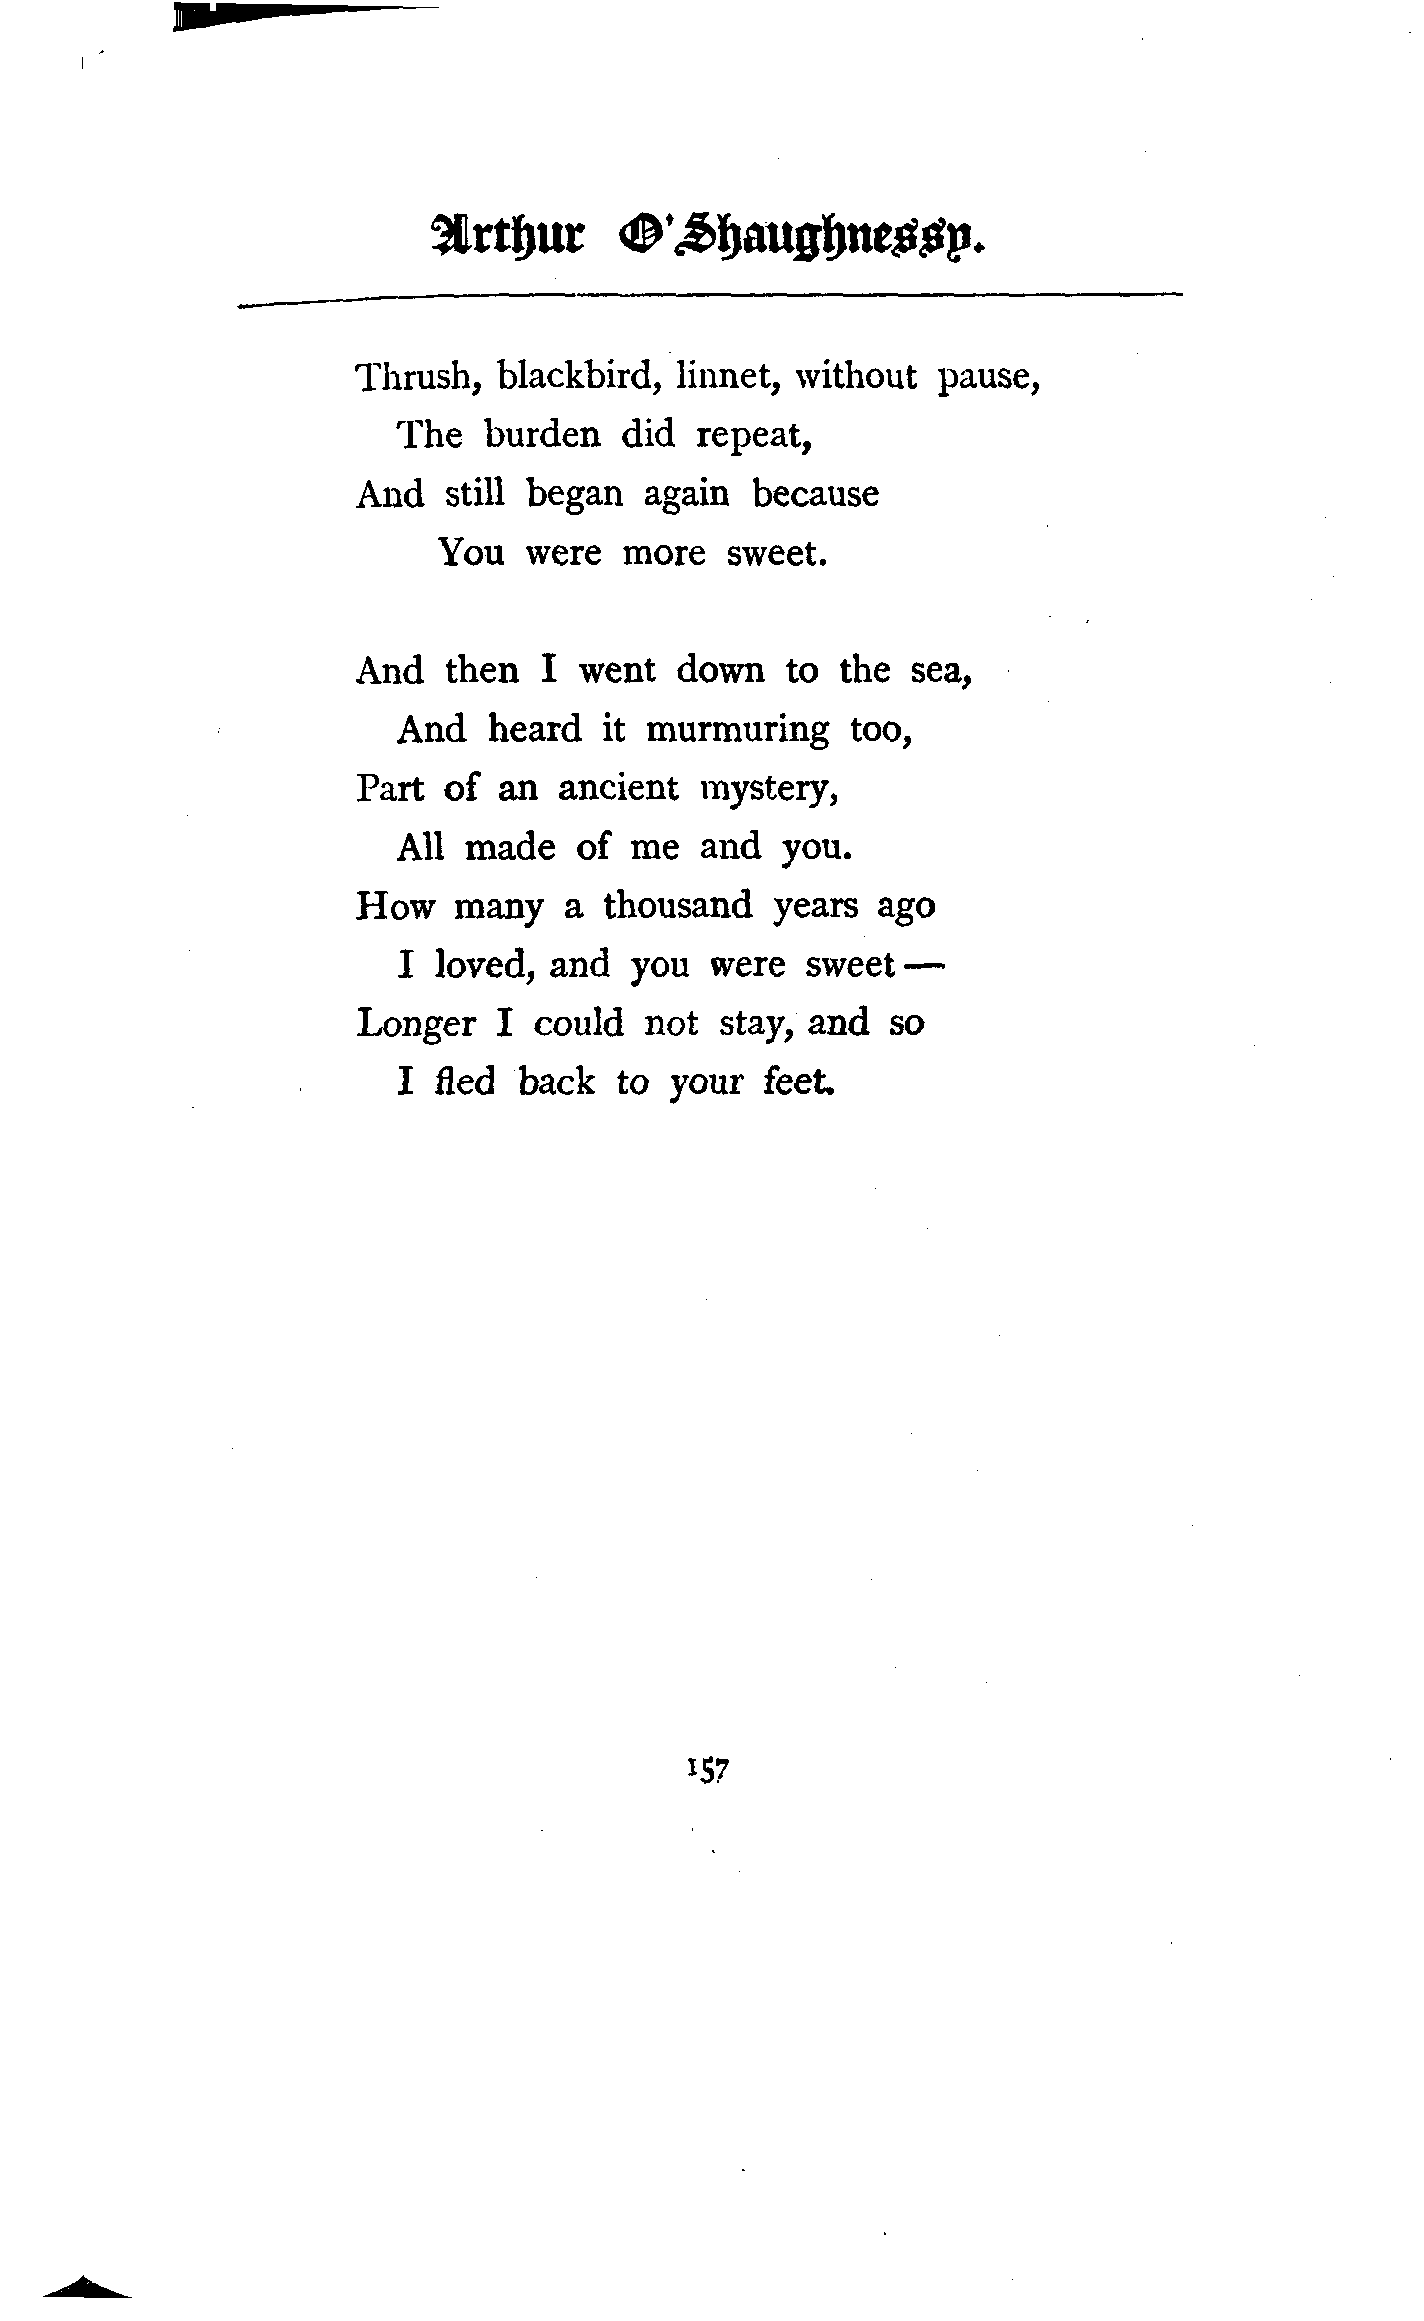 Arthur O'Shaughnessy.
Thrush, blackbird, linnet, without pause,
The burden did repeat,
And still began again because
You were more sweet.
And then I went down to the sea,
And heard it murmuring too,
Part of an ancient mystery,
All made of me and you.
How many a thousand years ago
I loved, and you were sweet—
Longer I could not stay, and so
I fled back to your feet.
157